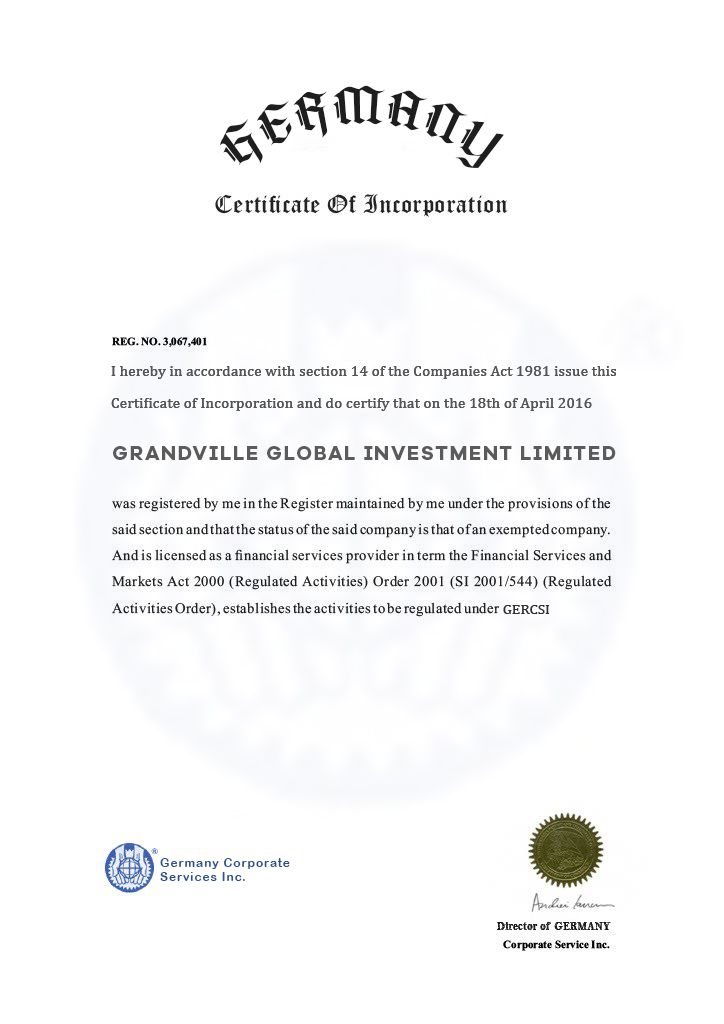 GERMANY
Certificate Of Incorporation
REG. NO. 3,067,401
I hereby in accordance with section 14 of the Companies Act 1981 issue this
Certificate of Incorporation and do certify that on the 18th of April 2016
GRANDVILLE GLOBAL INVESTMENT LIMITED
was registered by me in the Register maintained by me under the provisions of the
said section and that the status of the said company is that of an exempted company.
And is licensed as a financial services provider in term the Financial Services and
Markets Act 2000 (Regulated Activities) Order 2001 (SI 2001/544) (Regulated
Activities Order), establishes the activities to be regulated under GERCSI
® Germany Corporate
Services Inc.
Director of GERMANY
Corporate Service Inc.